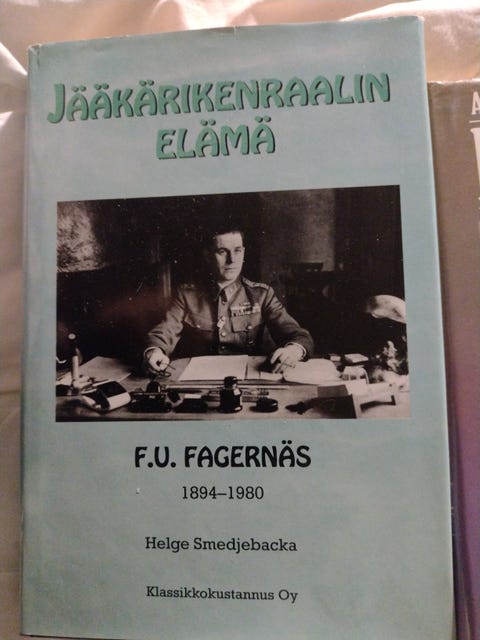 JÄÄKÄRIKENRAALIN
ELÄMÄ
F.U. FAGERNÄS
1894–1980
Helge Smedjebacka
Klassikkokustannus Oy